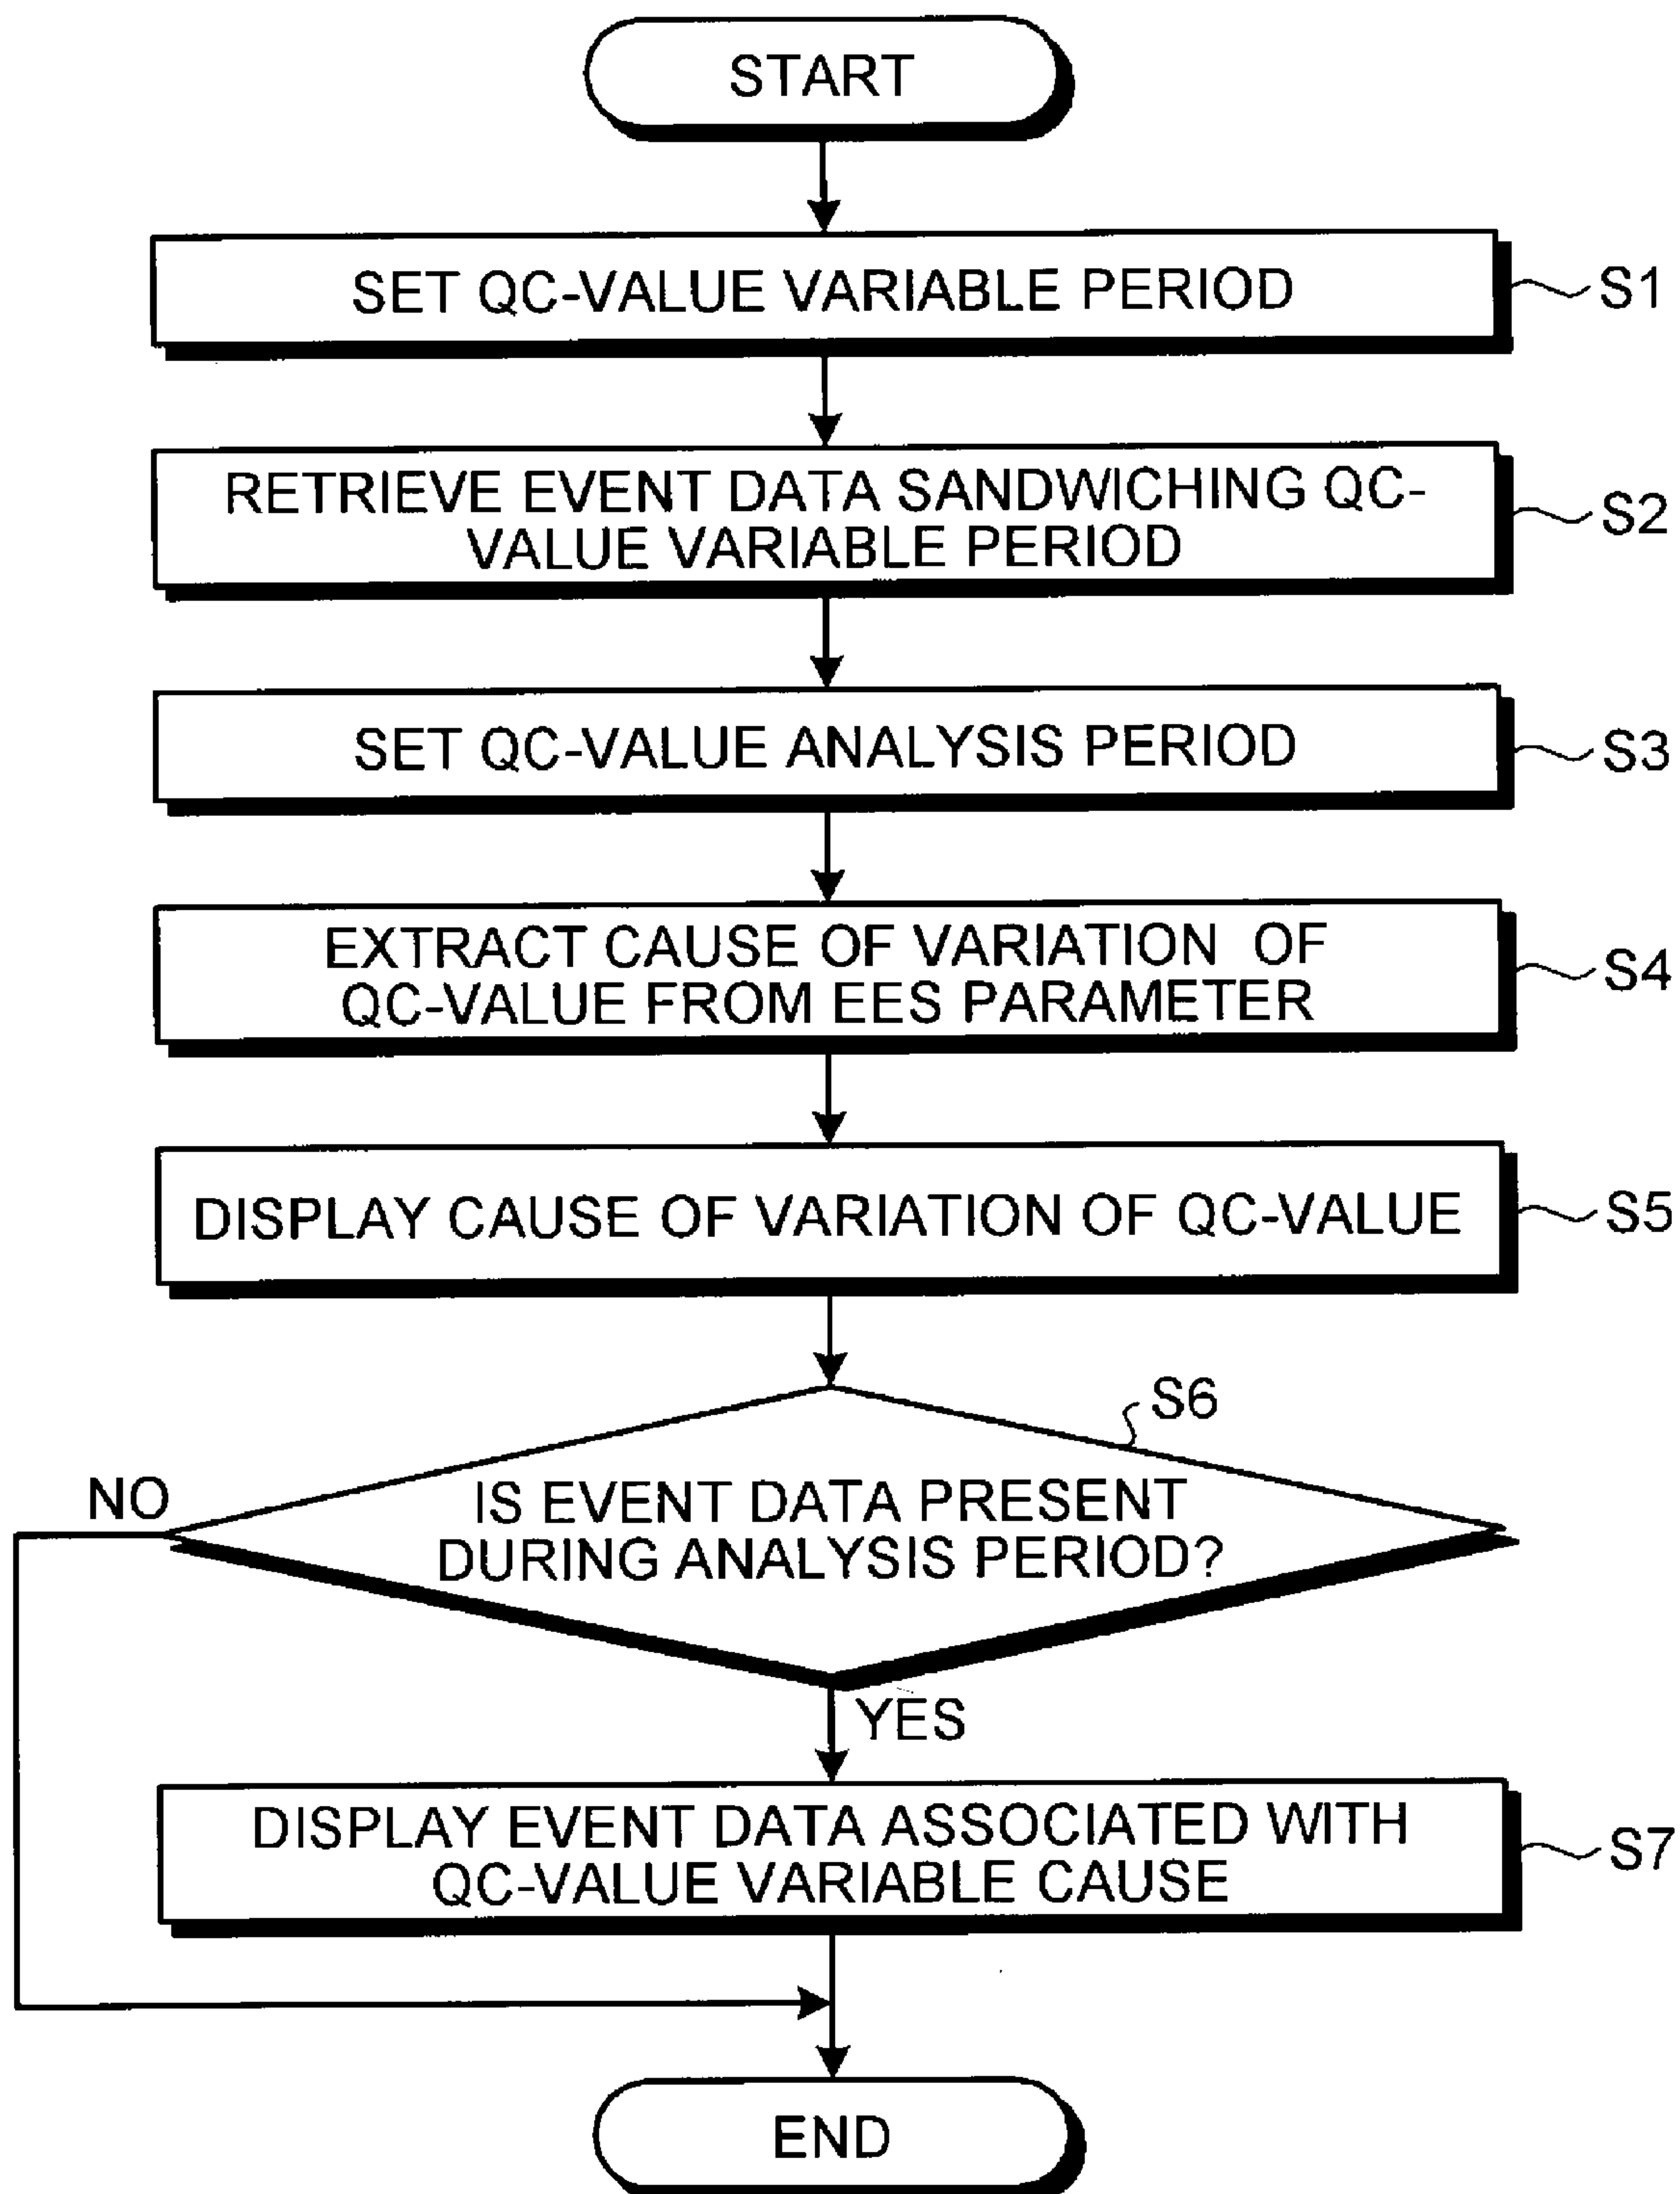 START
SET QC-VALUE VARIABLE PERIOD
S1
RETRIEVE EVENT DATA SANDWICHING QC-
VALUE VARIABLE PERIOD
S2
SET QC-VALUE ANALYSIS PERIOD
S3
EXTRACT CAUSE OF VARIATION OF
QC-VALUE FROM EES PARAMETER
S4
DISPLAY CAUSE OF VARIATION OF QC-VALUE
S5
S6
NO
IS EVENT DATA PRESENT
DURING ANALYSIS PERIOD?
YES
DISPLAY EVENT DATA ASSOCIATED WITH
QC-VALUE VARIABLE CAUSE
S7
END